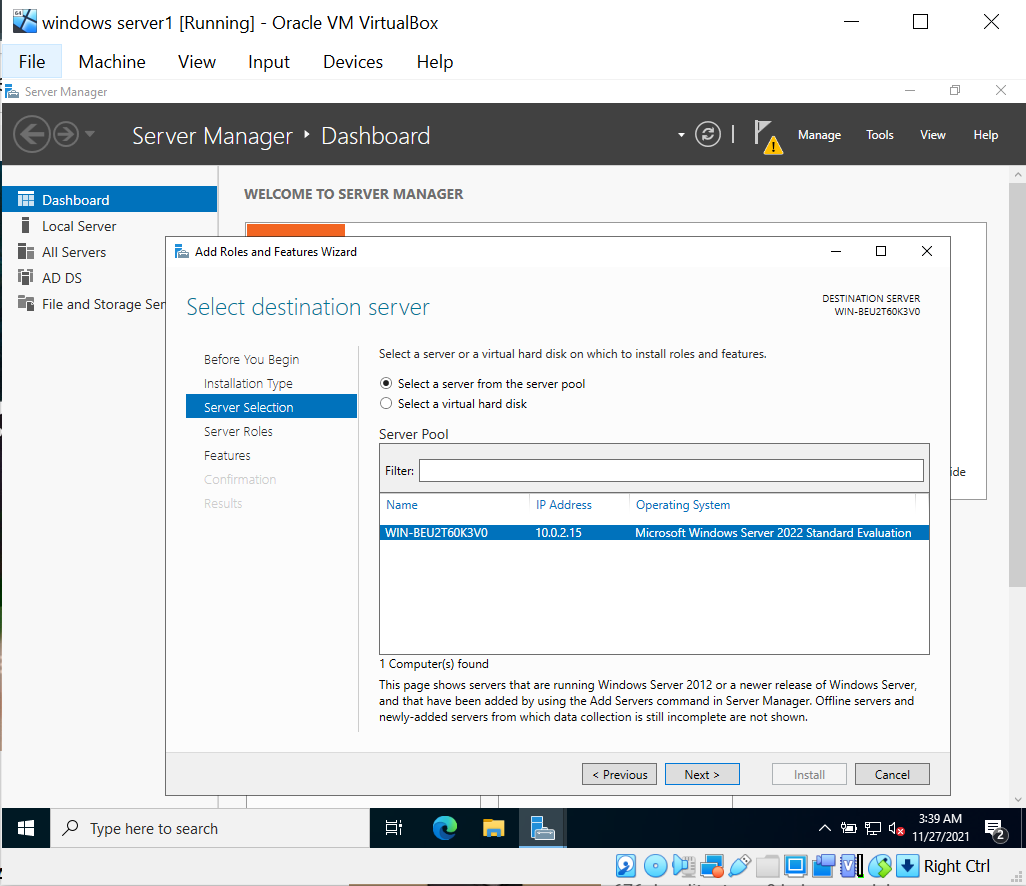 windows server1 [Running] - Oracle VM VirtualBox
File Machine View Input Devices Help
Server Manager
Server Manager ‣ Dashboard
Manage Tools View Help
Dashboard
Local Server
All Servers
AD DS
File and Storage Ser
WELCOME TO SERVER MANAGER
ide
Add Roles and Features Wizard
Select destination server
DESTINATION SERVER
WIN-BEU2T60K3V0
Before You Begin
Installation Type
Server Selection
Server Roles
Features
Confirmation
Results
Select a server or a virtual hard disk on which to install roles and features.
Select a server from the server pool
Select a virtual hard disk
Server Pool
Filter:
Name IP Address Operating System
WIN-BEU2T60K3V0 10.0.2.15 Microsoft Windows Server 2022 Standard Evaluation
1 Computer(s) found
This page shows servers that are running Windows Server 2012 or a newer release of Windows Server,
and that have been added by using the Add Servers command in Server Manager. Offline servers and
newly-added servers from which data collection is still incomplete are not shown.
< Previous Next > Install Cancel
Type here to search
3:39 AM
11/27/2021
2
Right Ctrl